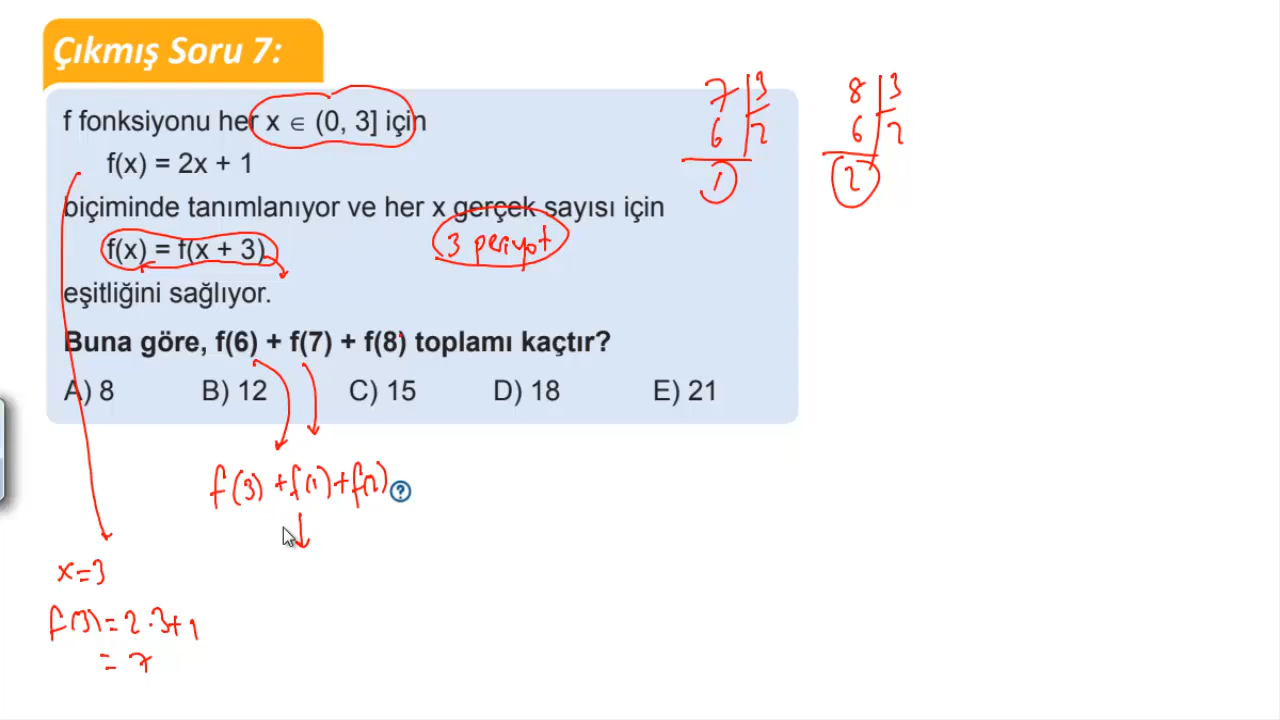 Çıkmış Soru 7:
f fonksiyonu her x ∈ (0, 3] için
f(x) = 2x + 1
biçiminde tanımlanıyor ve her x gerçek sayısı için
f(x) = f(x + 3)
3 periyot
eşitliğini sağlıyor.
Buna göre, f(6) + f(7) + f(8) toplamı kaçtır?
A) 8 B) 12 C) 15 D) 18 E) 21
7 3
6 2
1
8 3
6 2
2
f(3) + f(1) + f(2) ?
x=3
f(3) = 2.3+1
= 7